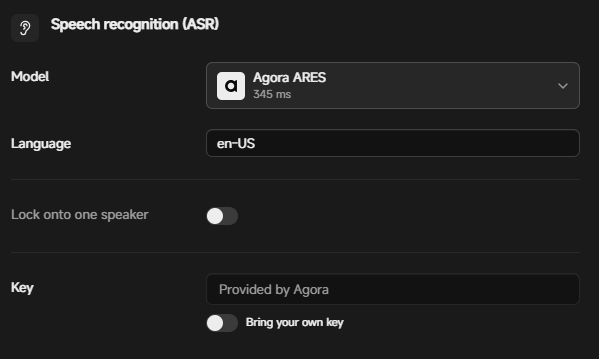 Speech recognition (ASR)
Model
Agora ARES
345 ms
Language
en-US
Lock onto one speaker
Key
Provided by Agora
Bring your own key